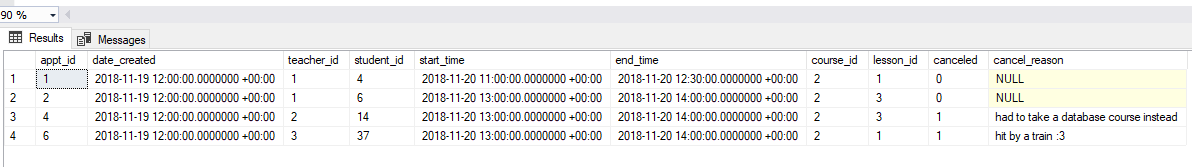 90 %
Results Messages
appt_id date_created teacher_id student_id start_time end_time course_id lesson_id canceled cancel_reason
1 1 2018-11-19 12:00:00.0000000 +00:00 1 4 2018-11-20 11:00:00.0000000 +00:00 2018-11-20 12:30:00.0000000 +00:00 2 1 0 NULL
2 2 2018-11-19 12:00:00.0000000 +00:00 1 6 2018-11-20 13:00:00.0000000 +00:00 2018-11-20 14:00:00.0000000 +00:00 2 3 0 NULL
3 4 2018-11-19 12:00:00.0000000 +00:00 2 14 2018-11-20 13:00:00.0000000 +00:00 2018-11-20 14:00:00.0000000 +00:00 2 3 1 had to take a database course instead
4 6 2018-11-19 12:00:00.0000000 +00:00 3 37 2018-11-20 13:00:00.0000000 +00:00 2018-11-20 14:00:00.0000000 +00:00 2 1 1 hit by a train :3